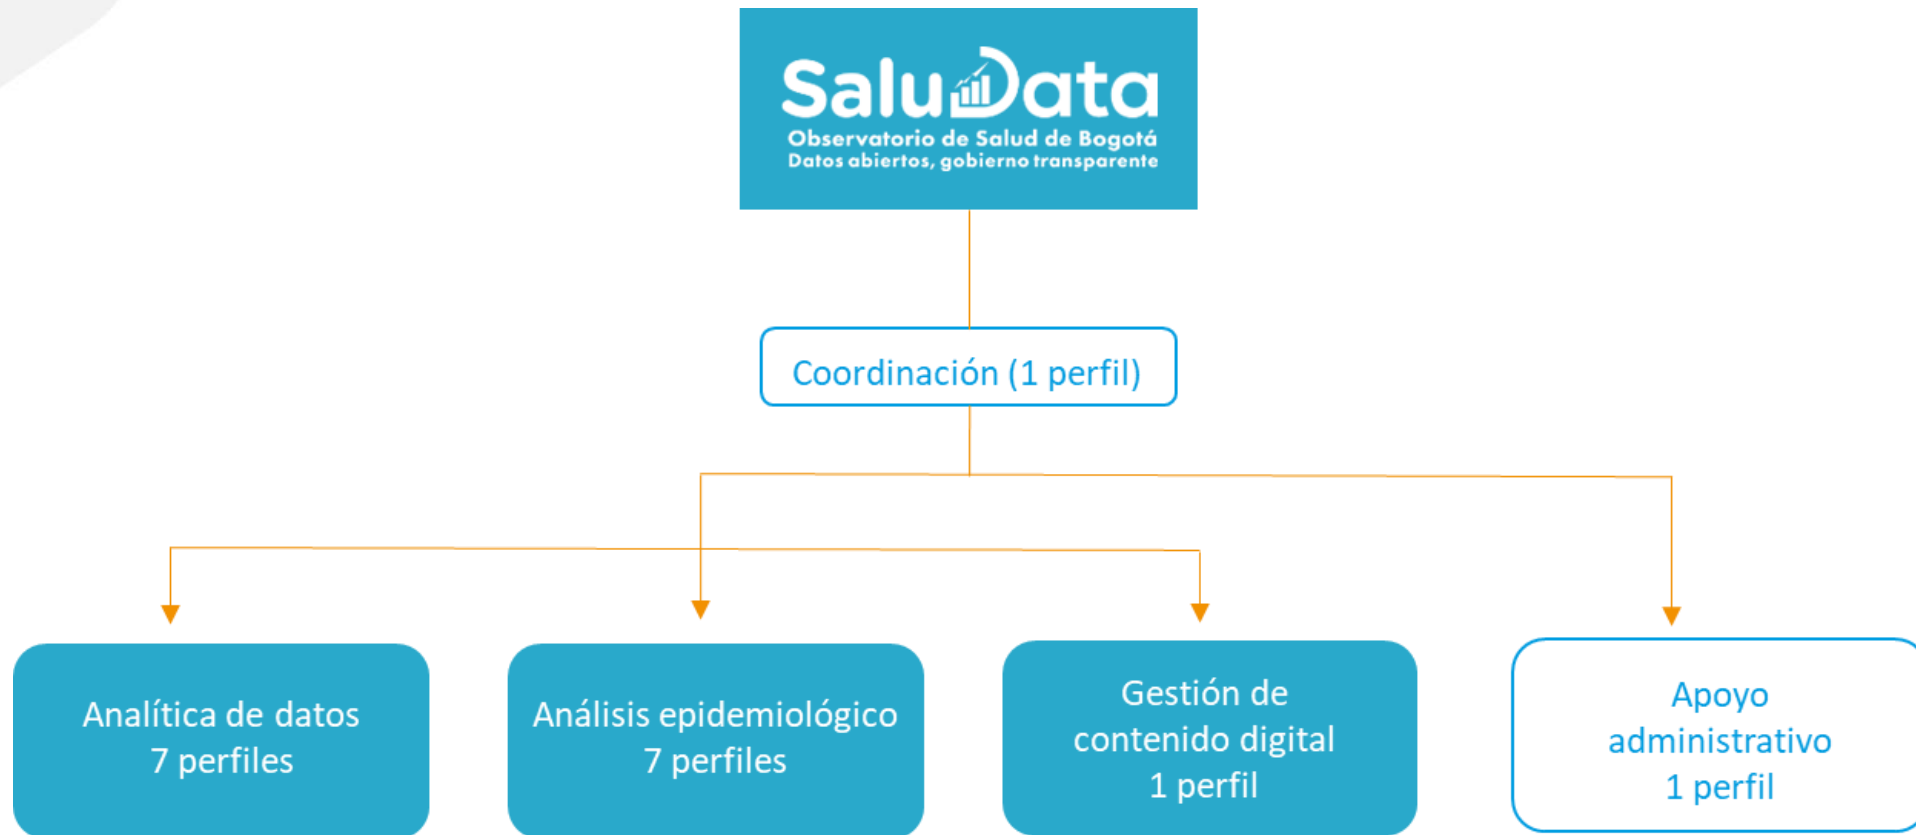 SaluData
Observatorio de Salud de Bogotá
Datos abiertos, gobierno transparente
Coordinación (1 perfil)
Analítica de datos
7 perfiles
Análisis epidemiológico
7 perfiles
Gestión de
contenido digital
1 perfil
Apoyo
administrativo
1 perfil